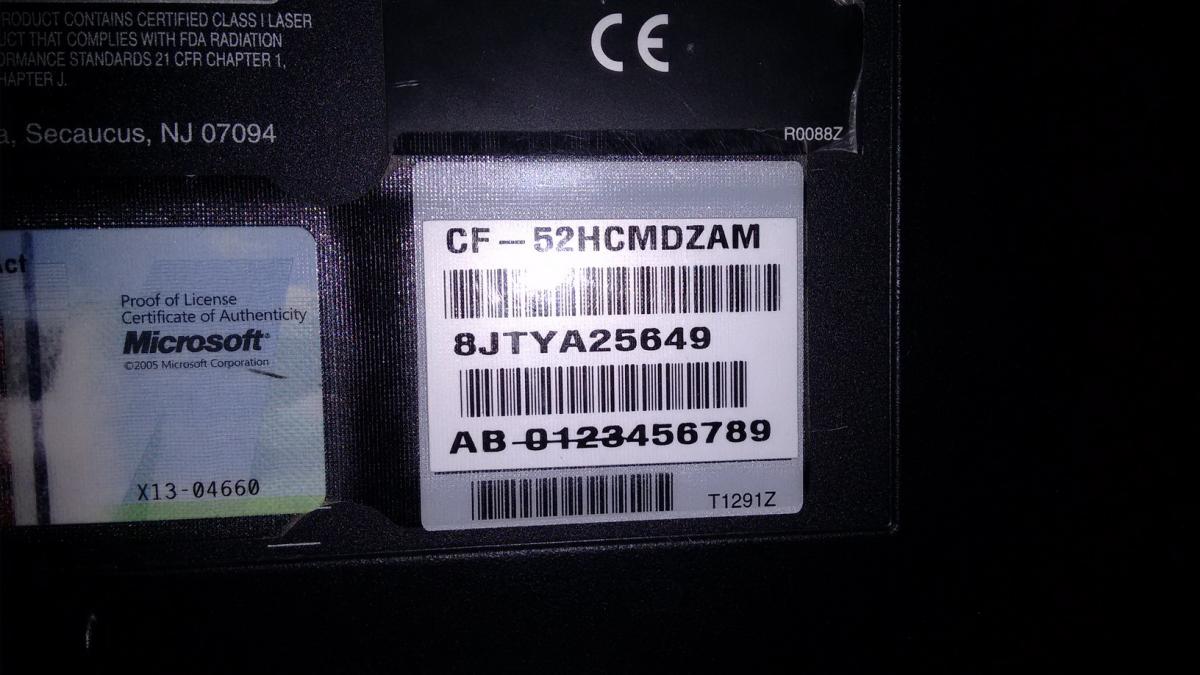 RODUCT CONTAINS CERTIFIED CLASS I LASER
UCT THAT COMPLIES WITH FDA RADIATION
ORMANCE STANDARDS 21 CFR CHAPTER 1,
HAPTER J.
a, Secaucus, NJ 07094
CE
R0088Z
CF-52HCMDZAM
8JTYA25649
AB-0123456789
T1291Z
Act
Proof of License
Certificate of Authenticity
Microsoft®
©2005 Microsoft Corporation
X13-04660